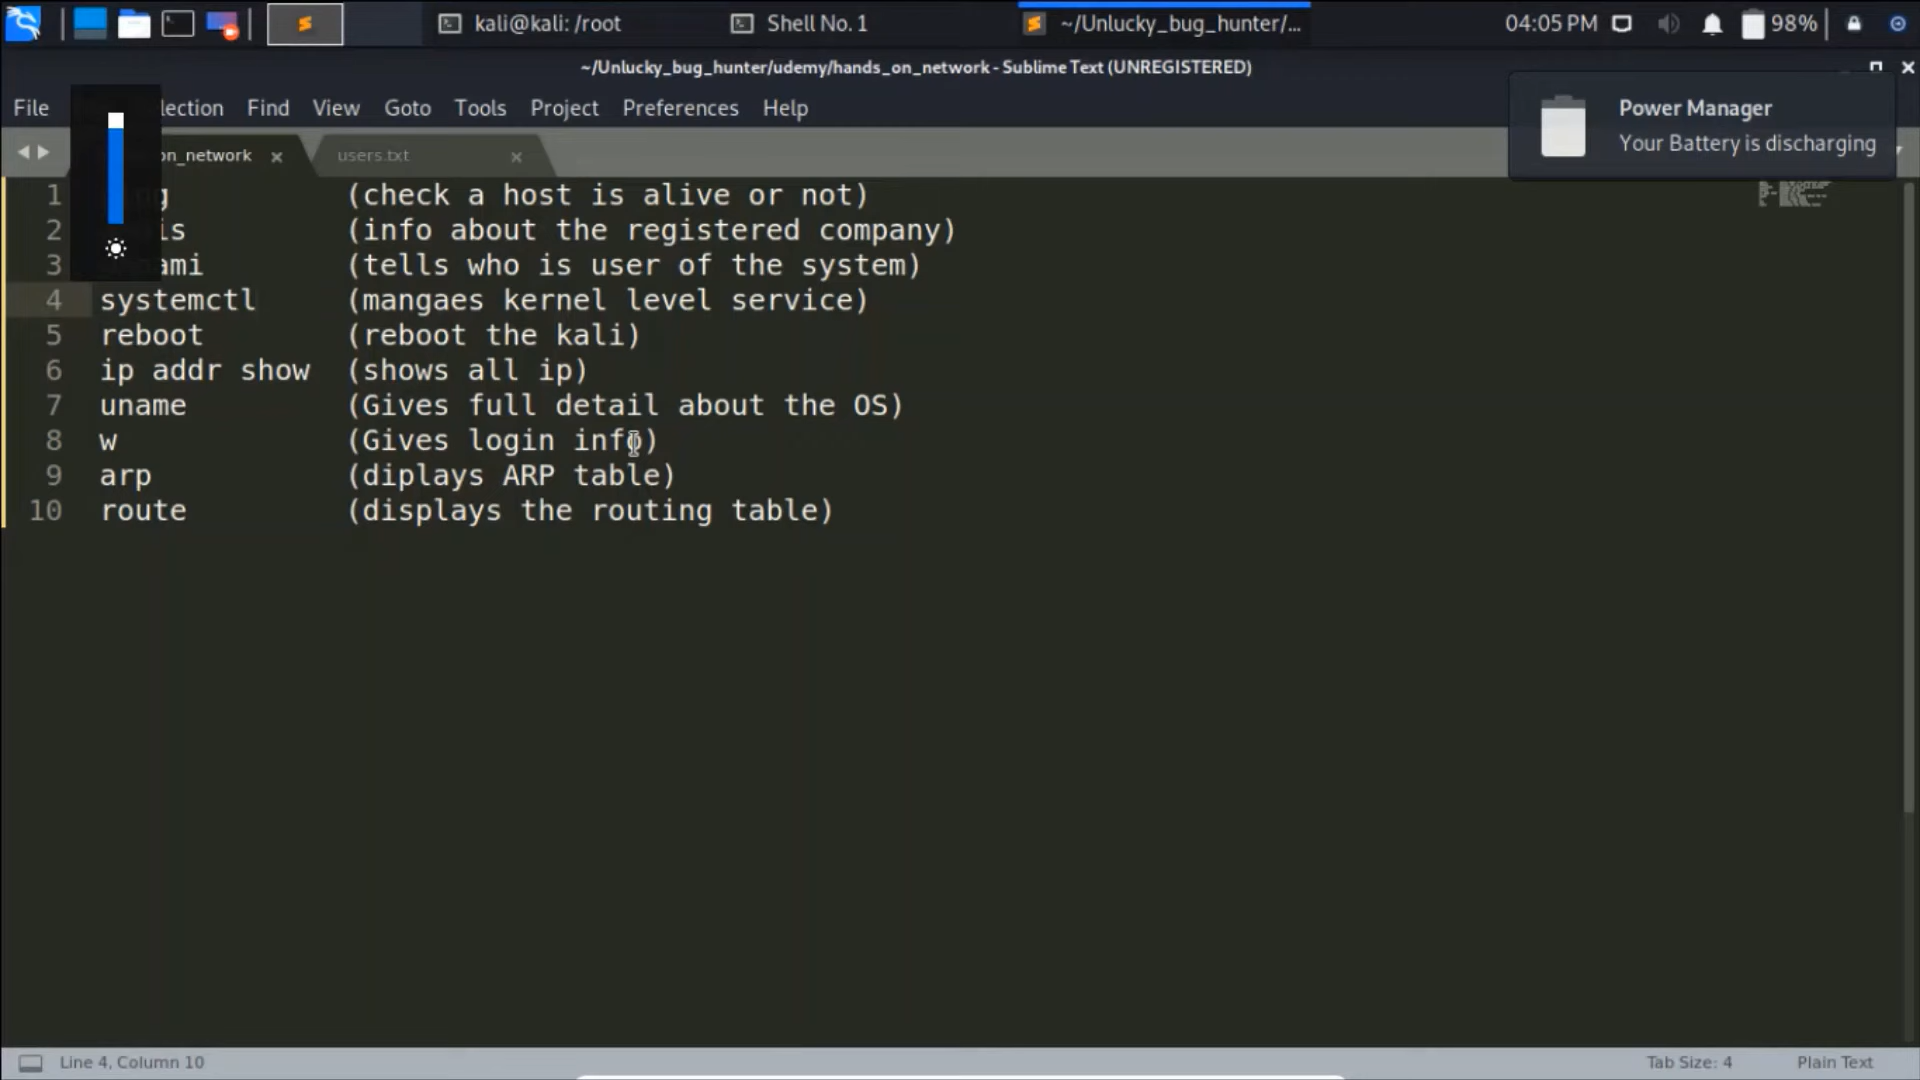 kali@kali: /root
Shell No. 1
~/Unlucky_bug_hunter/...
04:05 PM
98%
~/Unlucky_bug_hunter/udemy/hands_on_network - Sublime Text (UNREGISTERED)
File lection Find View Goto Tools Project Preferences Help
Power Manager
Your Battery is discharging
on_network
users.txt
1 (check a host is alive or not)
2 is (info about the registered company)
3 ami (tells who is user of the system)
4 systemctl (mangaes kernel level service)
5 reboot (reboot the kali)
6 ip addr show (shows all ip)
7 uname (Gives full detail about the OS)
8 w (Gives login info)
9 arp (diplays ARP table)
10 route (displays the routing table)
Line 4, Column 10
Tab Size: 4
Plain Text